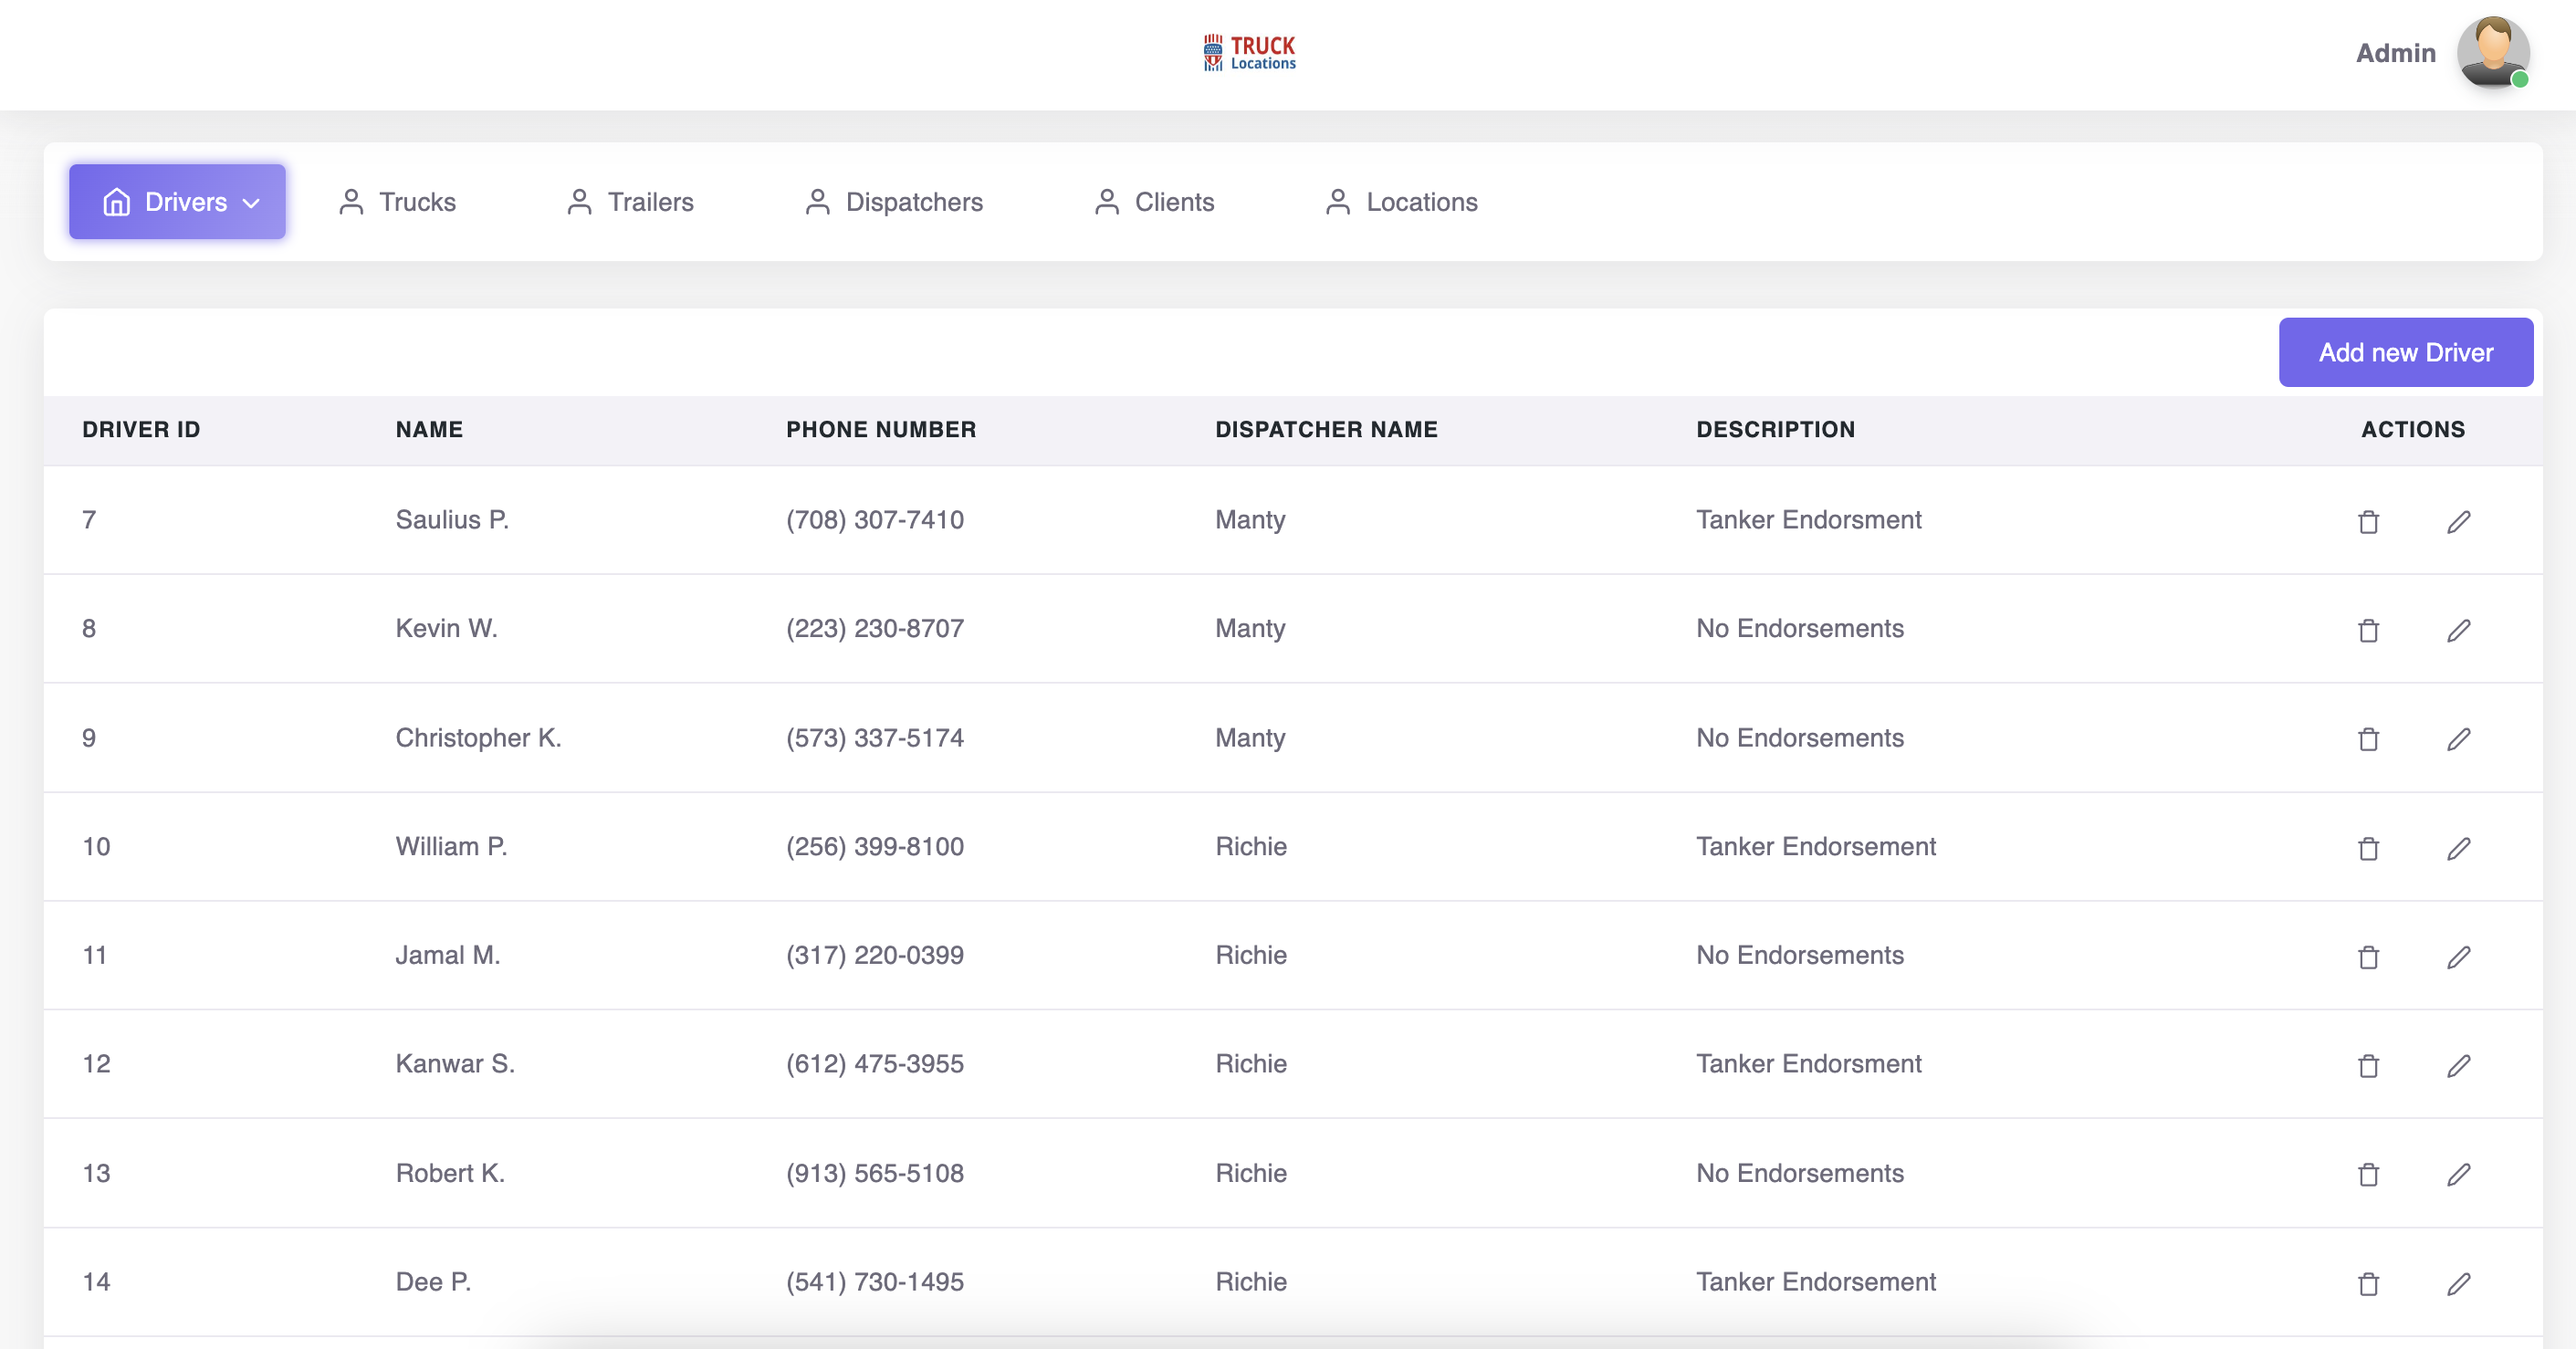 TRUCK
Locations
Admin
Drivers Trucks Trailers Dispatchers Clients Locations
Add new Driver
DRIVER ID NAME PHONE NUMBER DISPATCHER NAME DESCRIPTION ACTIONS
7 Saulius P. (708) 307-7410 Manty Tanker Endorsment
8 Kevin W. (223) 230-8707 Manty No Endorsements
9 Christopher K. (573) 337-5174 Manty No Endorsements
10 William P. (256) 399-8100 Richie Tanker Endorsement
11 Jamal M. (317) 220-0399 Richie No Endorsements
12 Kanwar S. (612) 475-3955 Richie Tanker Endorsment
13 Robert K. (913) 565-5108 Richie No Endorsements
14 Dee P. (541) 730-1495 Richie Tanker Endorsement